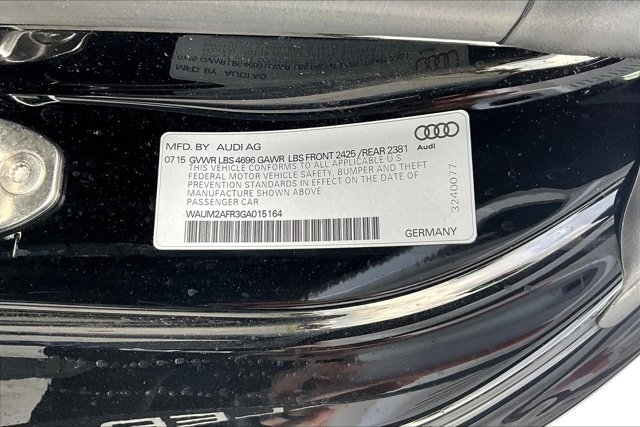 MFD. BY AUDI AG
Audi
07 15 GVWR LBS 4696 GAWR LBS FRONT 2425 /REAR 2381
THIS VEHICLE CONFORMS TO ALL APPLICABLE U.S.
FEDERAL MOTOR VEHICLE SAFETY, BUMPER AND THEFT
PREVENTION STANDARDS IN EFFECT ON THE DATE OF
MANUFACTURE SHOWN ABOVE
PASSENGER CAR
WAUM2AFR3GA015164
GERMANY
3240077